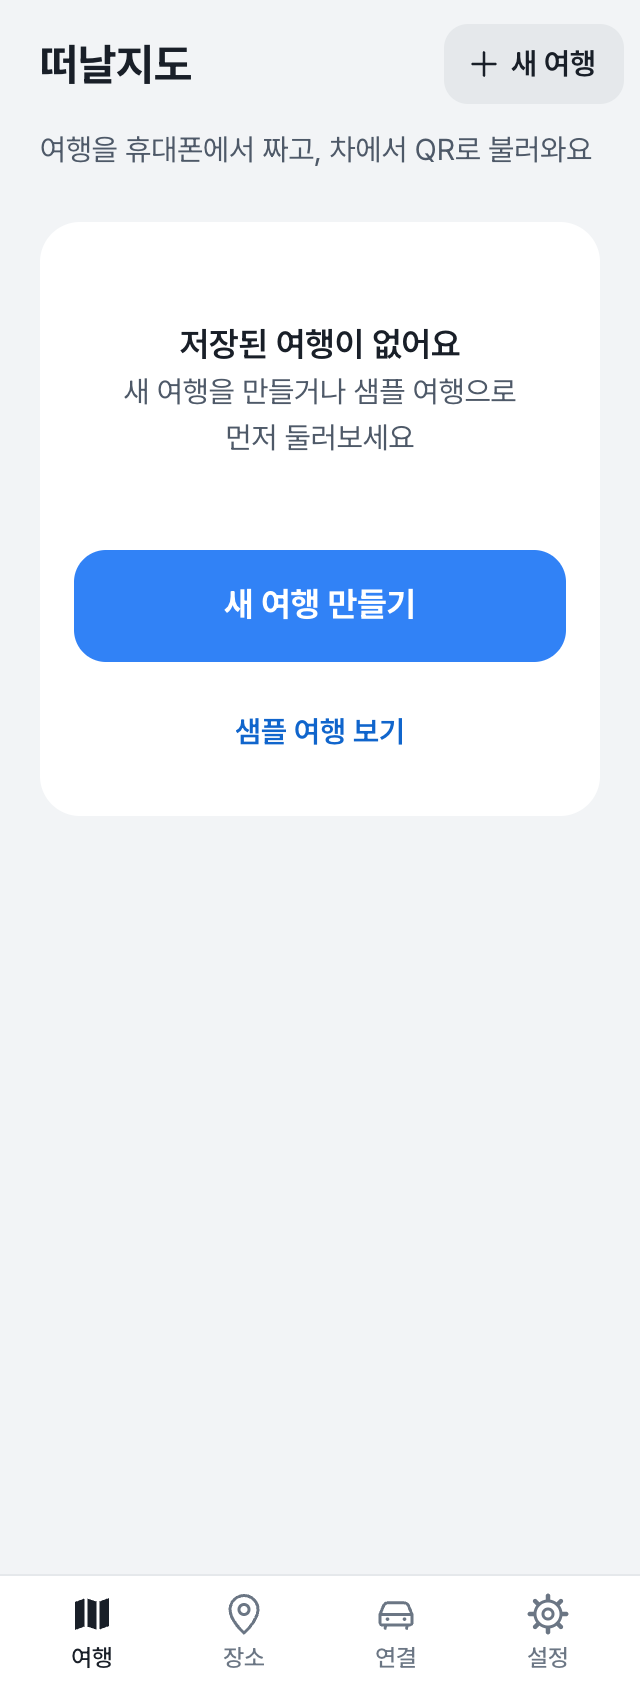 떠날지도
새 여행
여행을 휴대폰에서 짜고, 차에서 QR로 불러와요
저장된 여행이 없어요
새 여행을 만들거나 샘플 여행으로
먼저 둘러보세요
새 여행 만들기
샘플 여행 보기
여행
장소
연결
설정